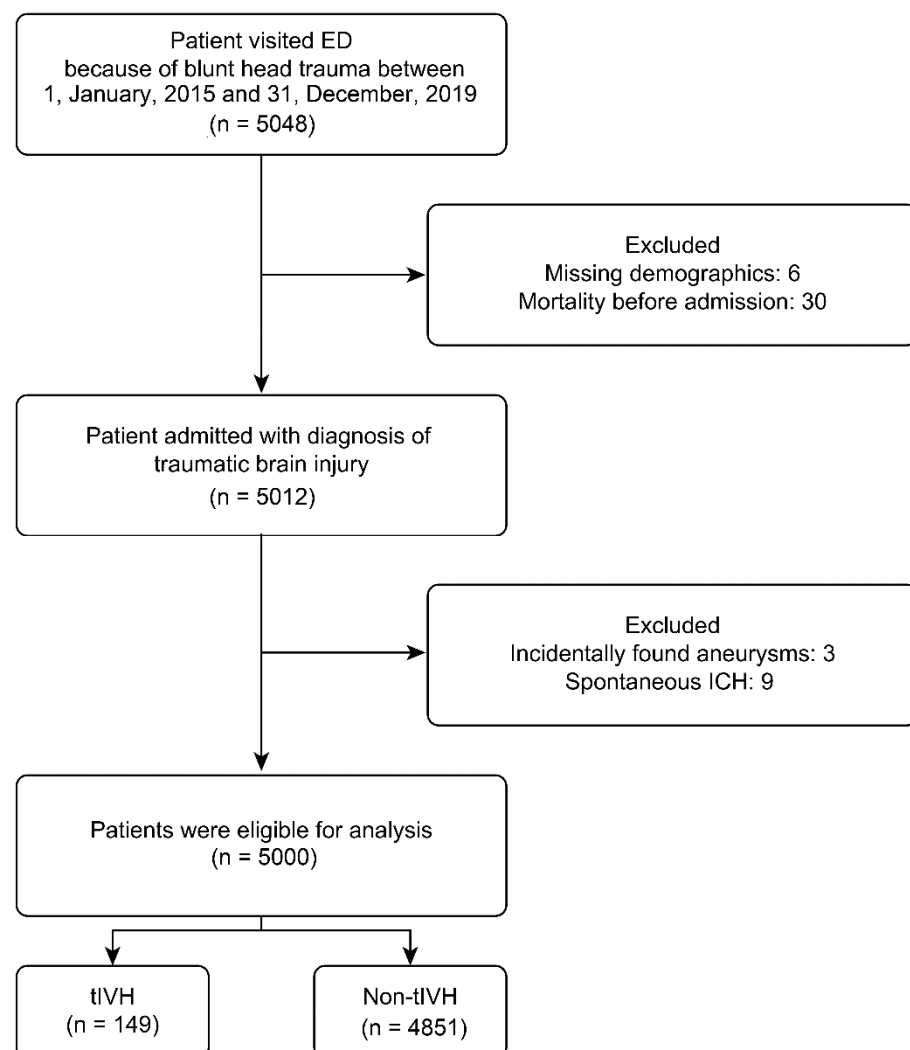 Patient visited ED
because of blunt head trauma between
1, January, 2015 and 31, December, 2019
(n = 5048)
Excluded
Missing demographics: 6
Mortality before admission: 30
Patient admitted with diagnosis of
traumatic brain injury
(n = 5012)
Excluded
Incidentally found aneurysms: 3
Spontaneous ICH: 9
Patients were eligible for analysis
(n = 5000)
tIVH
(n = 149)
Non-tIVH
(n = 4851)